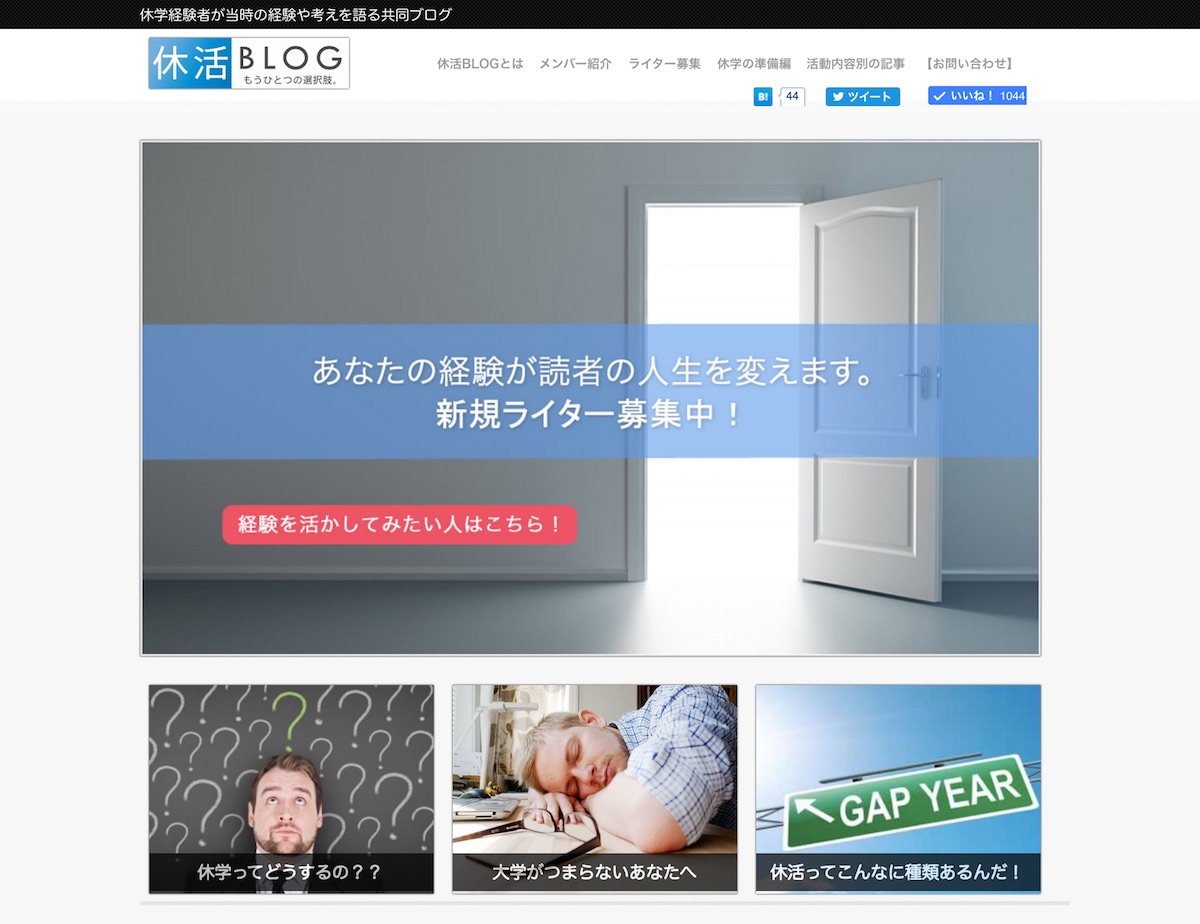 休学経験者が当時の経験や考えを語る共同ブログ
休活BLOG
もうひとつの選択肢。
休活BLOGとは メンバー紹介 ライター募集 休学の準備編 活動内容別の記事 【お問い合わせ】
B! 44 ツイート いいね！ 1044
あなたの経験が読者の人生を変えます。
新規ライター募集中！
経験を活かしてみたい人はこちら！
休学ってどうするの？？
大学がつまらないあなたへ
GAP YEAR
休活ってこんなに種類あるんだ！